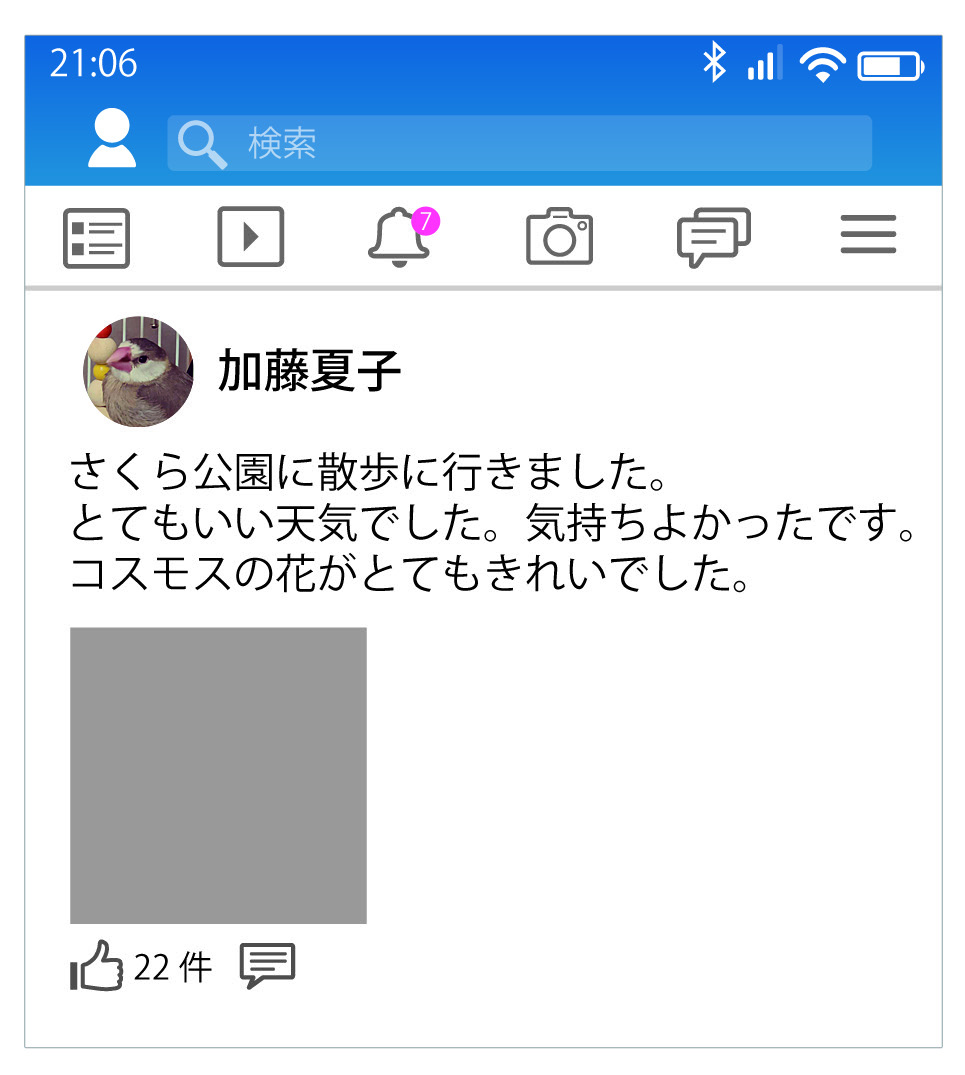 21:06
検索
7
加藤夏子
さくら公園に散歩に行きました。
とてもいい天気でした。気持ちよかったです。
コスモスの花がとてもきれいでした。
22 件